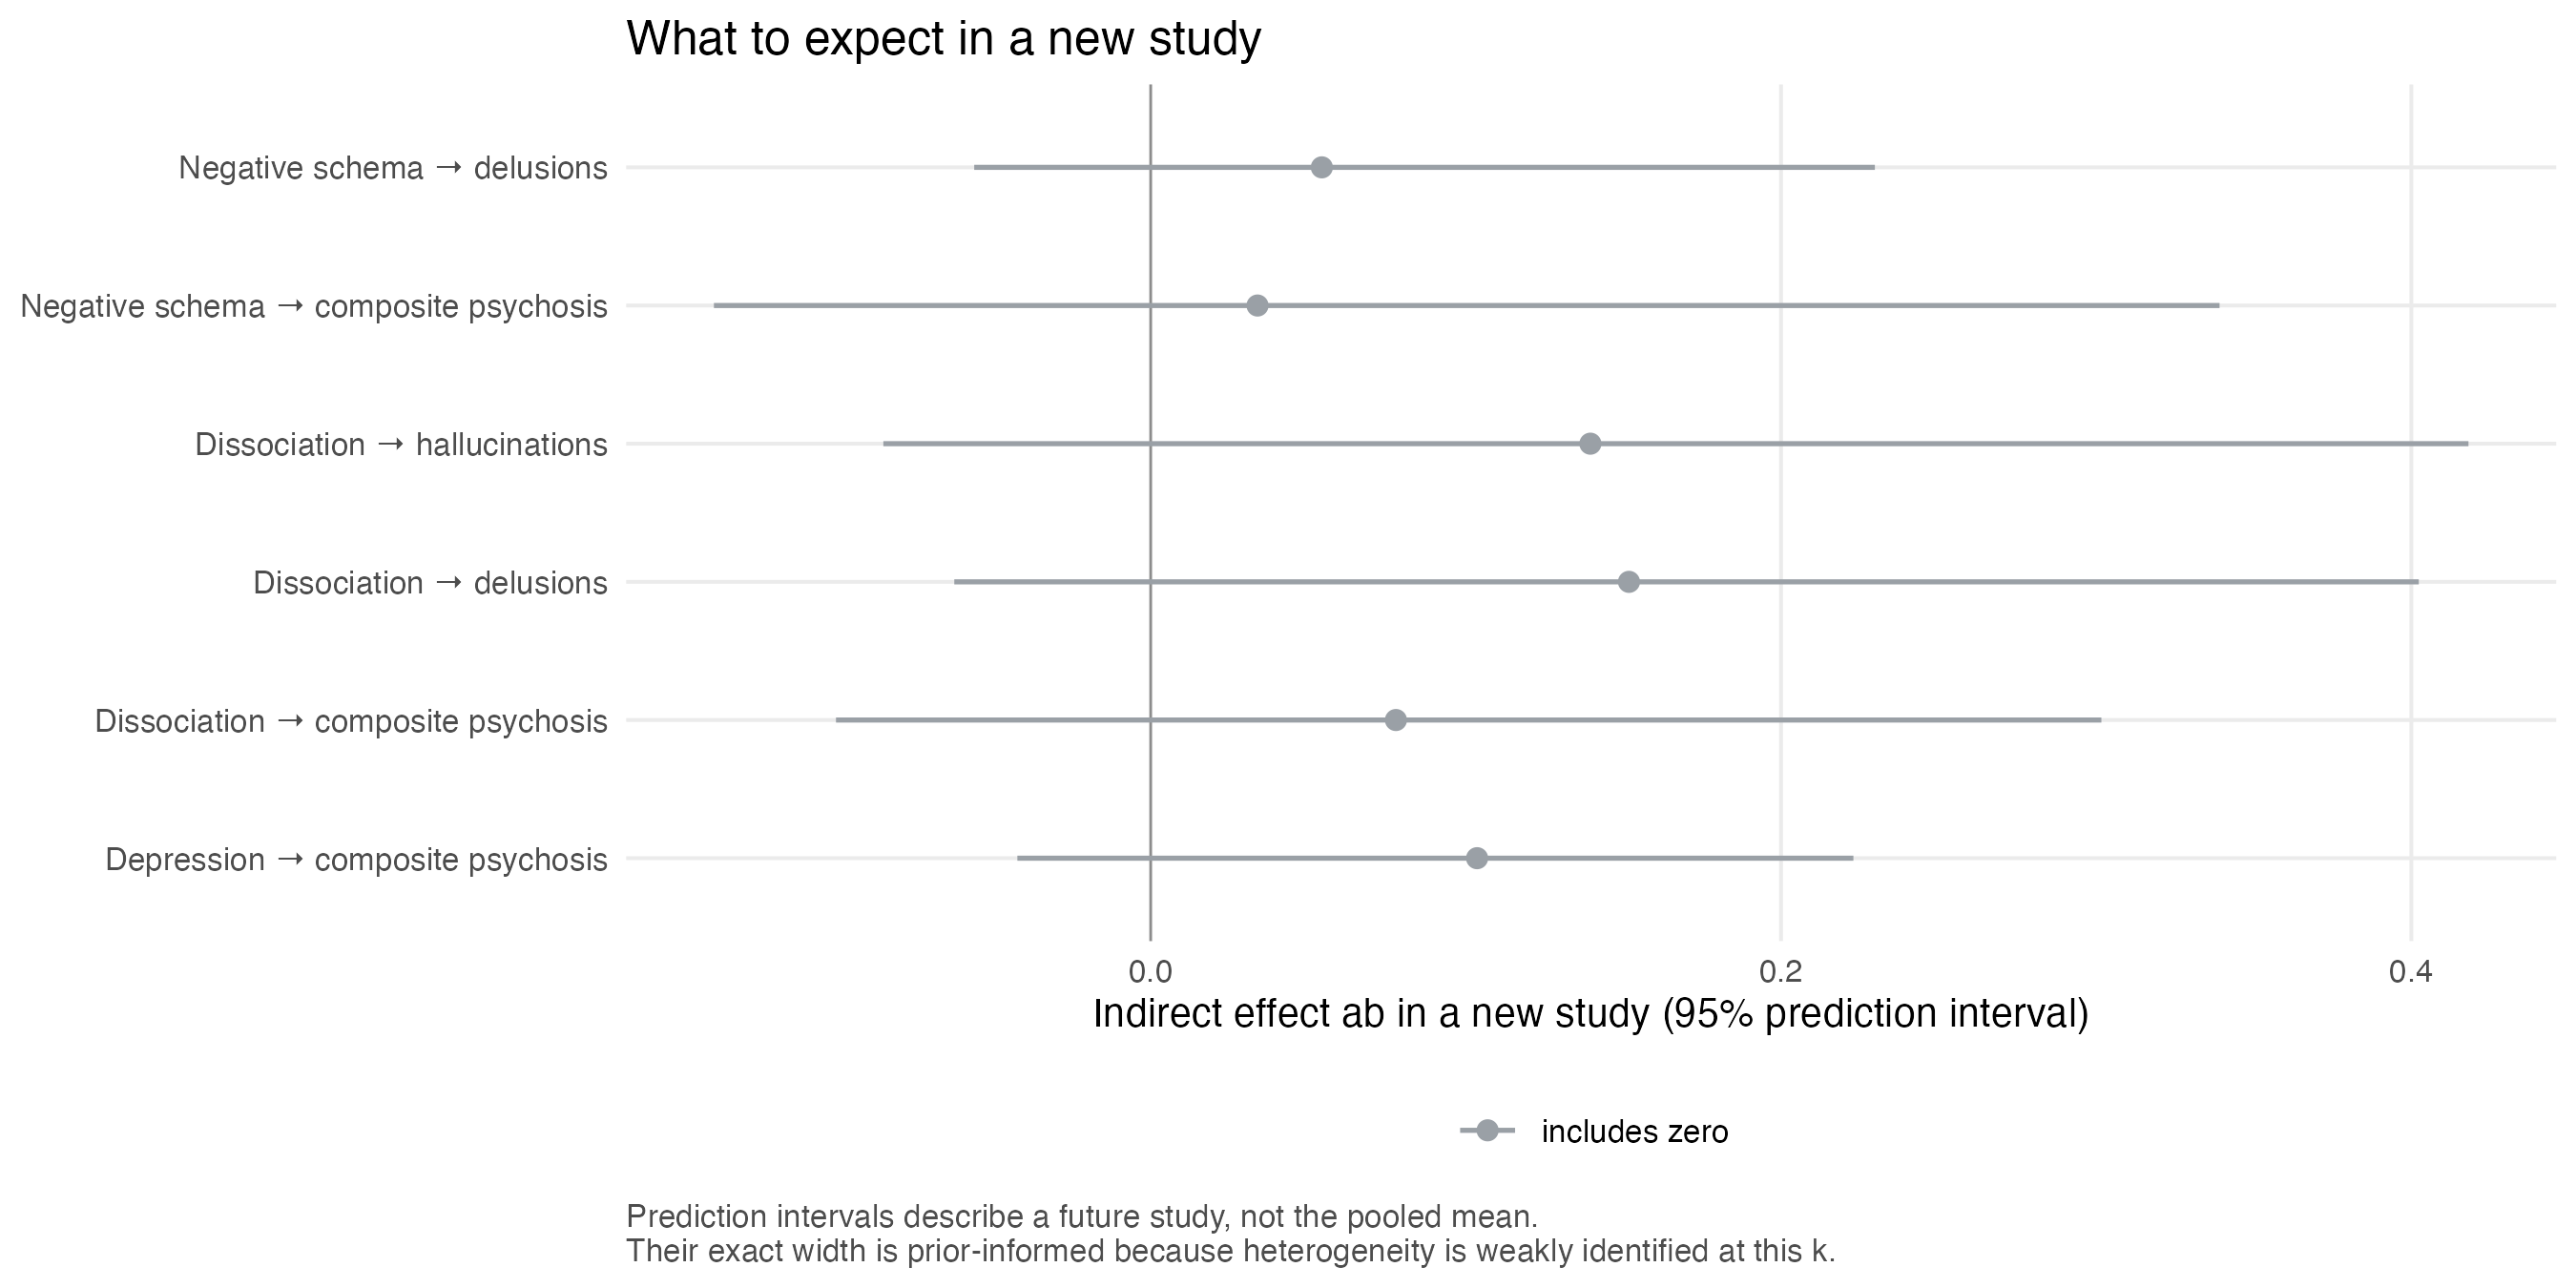 What to expect in a new study
Negative schema → delusions
Negative schema → composite psychosis
Dissociation → hallucinations
Dissociation → delusions
Dissociation → composite psychosis
Depression → composite psychosis
0.0
0.2
0.4
Indirect effect ab in a new study (95% prediction interval)
includes zero
Prediction intervals describe a future study, not the pooled mean.
Their exact width is prior-informed because heterogeneity is weakly identified at this k.